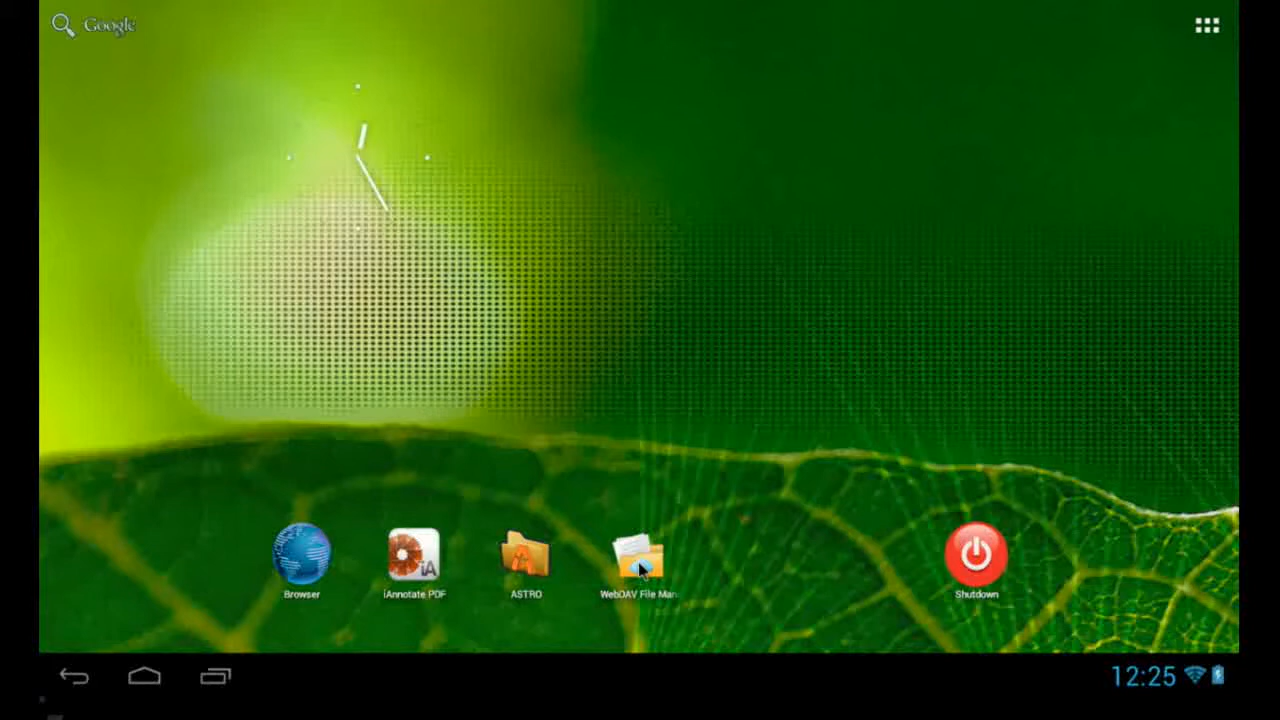 Google
Browser
iAnnotate PDF
ASTRO
WebDAV File Man
Shutdown
12:25